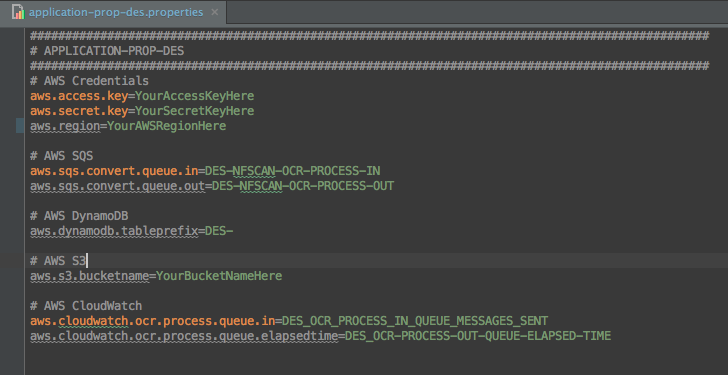 application-prop-des.properties
################################################################################################
# APPLICATION-PROP-DES
################################################################################################
# AWS Credentials
aws.access.key=YourAccessKeyHere
aws.secret.key=YourSecretKeyHere
aws.region=YourAWSRegionHere
# AWS SQS
aws.sqs.convert.queue.in=DES-NFSCAN-OCR-PROCESS-IN
aws.sqs.convert.queue.out=DES-NFSCAN-OCR-PROCESS-OUT
# AWS DynamoDB
aws.dynamodb.tableprefix=DES-
# AWS S3
aws.s3.bucketname=YourBucketNameHere
# AWS CloudWatch
aws.cloudwatch.ocr.process.queue.in=DES_OCR_PROCESS_IN_QUEUE_MESSAGES_SENT
aws.cloudwatch.ocr.process.queue.elapsedtime=DES_OCR-PROCESS-OUT-QUEUE-ELAPSED-TIME